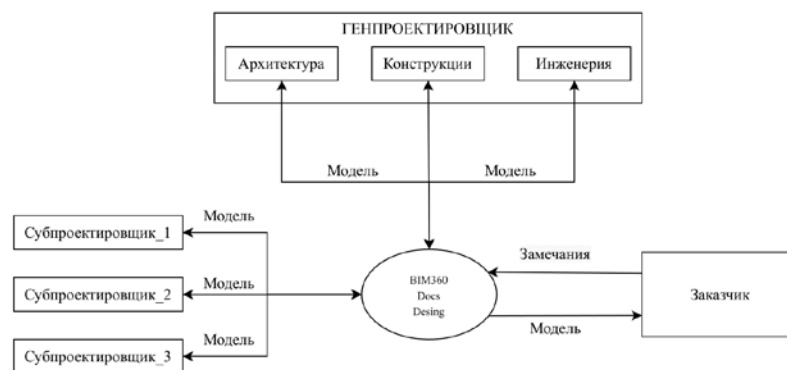 ГЕНПРОЕКТИРОВЩИК
Архитектура
Конструкции
Инженерия
Модель
Модель
Модель
Субпроектировщик_1
Модель
Субпроектировщик_2
Модель
Субпроектировщик_3
BIM360
Docs
Desing
Замечания
Заказчик
Модель